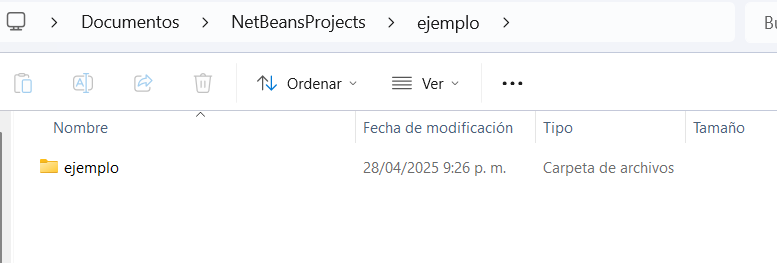 Documentos NetBeansProjects ejemplo
Ordenar Ver
Nombre Fecha de modificación Tipo Tamaño
ejemplo 28/04/2025 9:26 p. m. Carpeta de archivos